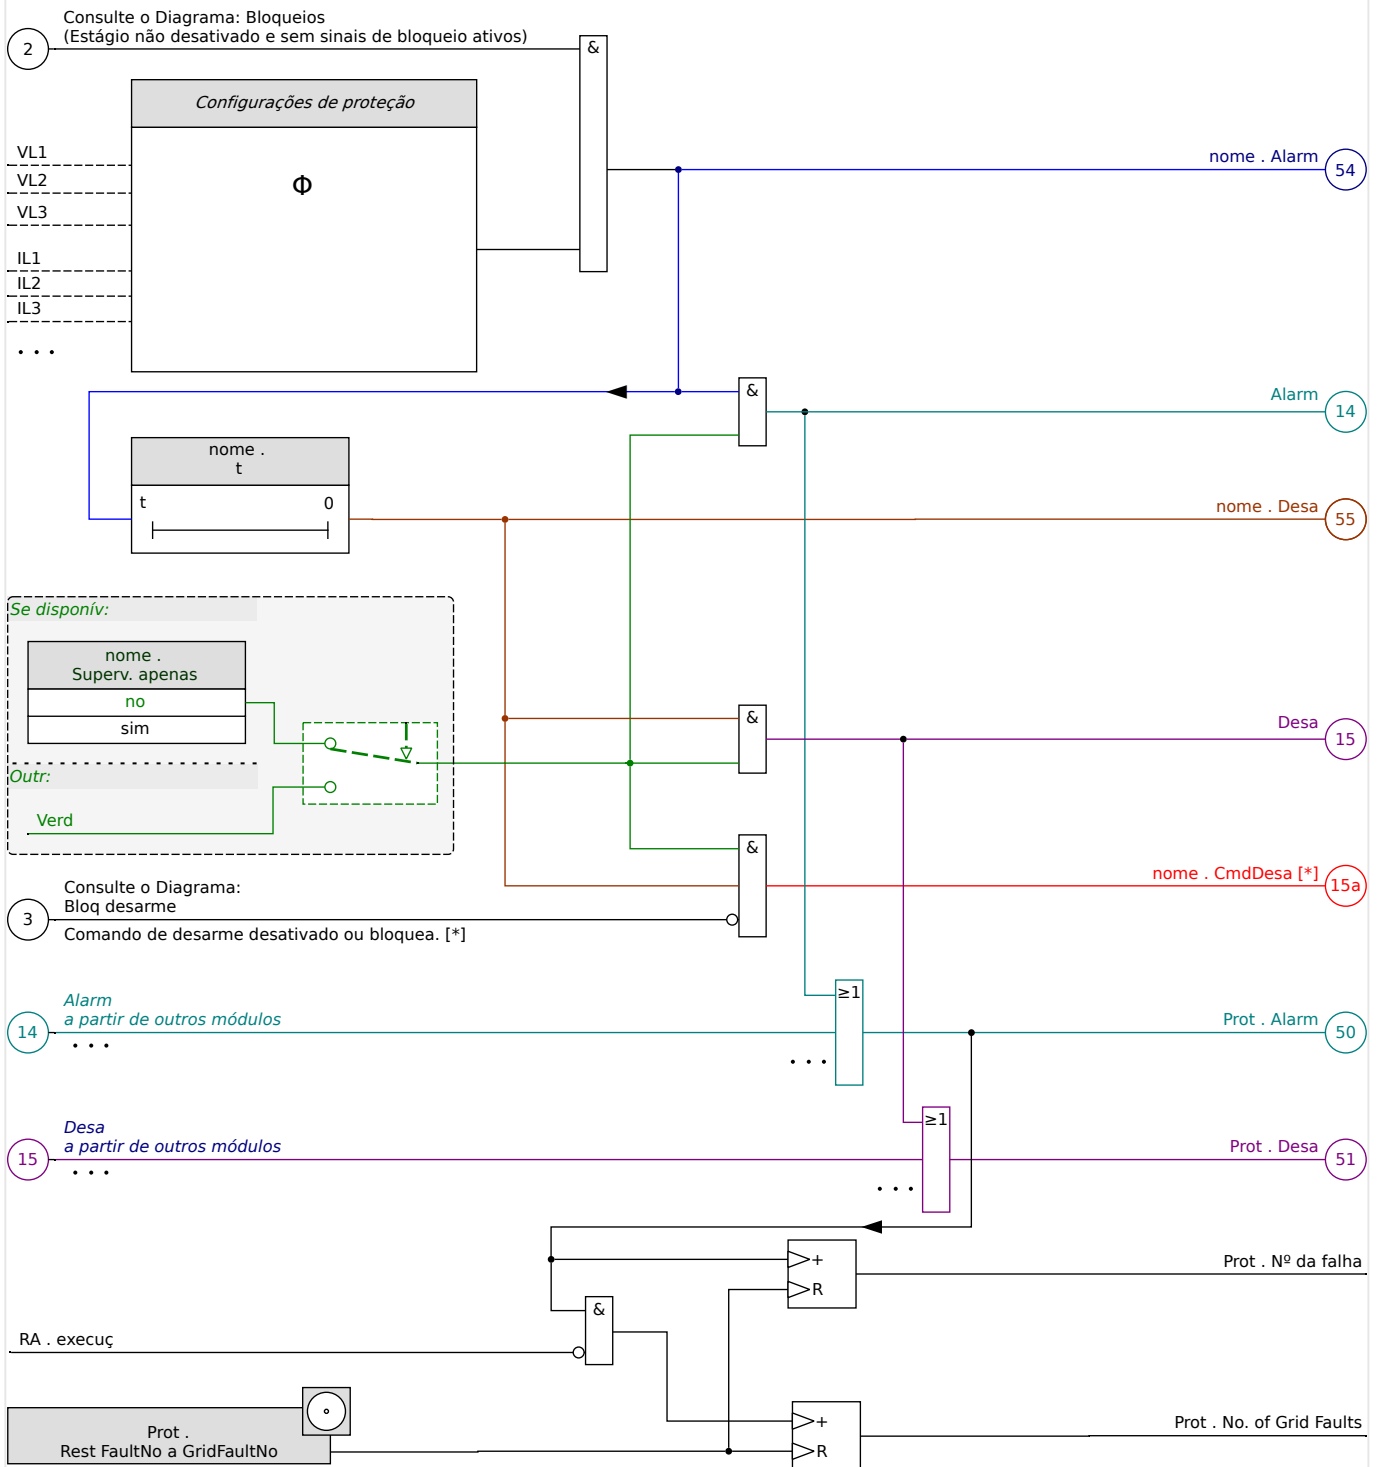 Consulte o Diagrama: Bloqueios
(Estágio não desativado e sem sinais de bloqueio ativos)
2
&
Configurações de proteção
Φ
VL1
VL2
VL3
IL1
IL2
IL3
. . .
nome . Alarm
54
&
Alarm
14
nome .
t
t
0
nome . Desa
55
Se disponív:
nome .
Superv. apenas
no
sim
Outr:
Verd
&
Desa
15
&
nome . CmdDesa [*]
15a
Consulte o Diagrama:
Bloq desarme
3
Comando de desarme desativado ou bloquea. [*]
Alarm
a partir de outros módulos
14
. . .
≥1
. . .
Prot . Alarm
50
Desa
a partir de outros módulos
15
. . .
≥1
. . .
Prot . Desa
51
+
R
Prot . Nº da falha
&
RA . execuç
Prot .
Rest FaultNo a GridFaultNo
+
R
Prot . No. of Grid Faults